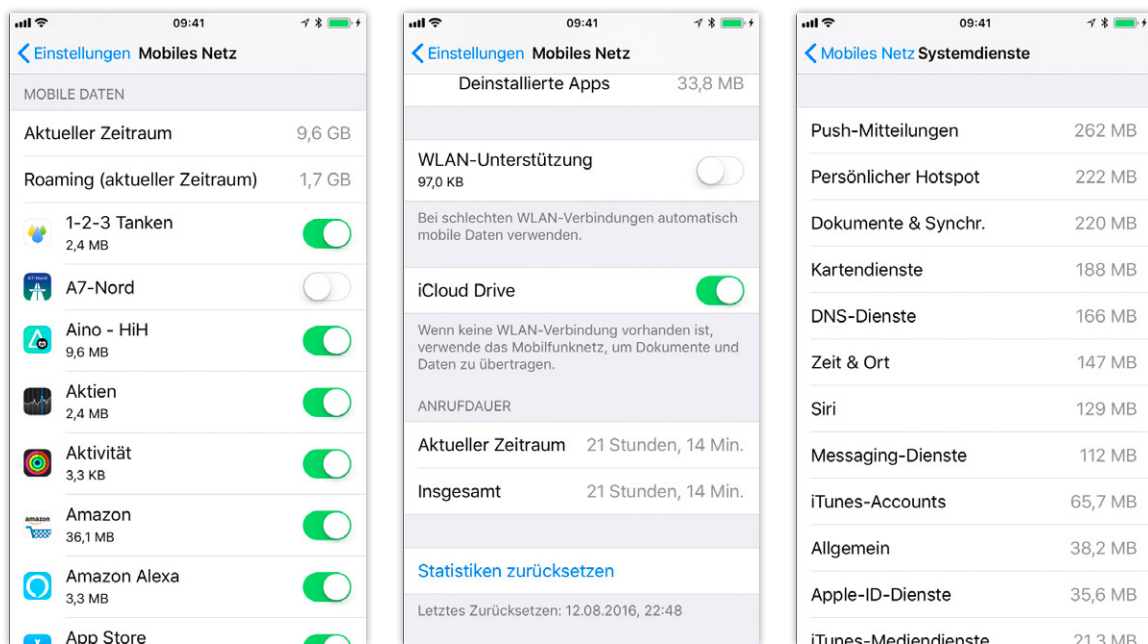 09:41
Einstellungen Mobiles Netz
MOBILE DATEN
Aktueller Zeitraum 9,6 GB
Roaming (aktueller Zeitraum) 1,7 GB
1-2-3 Tanken
2,4 MB
A7-Nord
A7-Nord
Aino - HiH
9,6 MB
Aktien
2,4 MB
Aktivität
3,3 KB
amazon
Amazon
36,1 MB
Amazon Alexa
3,3 MB
App Store
09:41
Einstellungen Mobiles Netz
Deinstallierte Apps 33,8 MB
WLAN-Unterstützung
97,0 KB
Bei schlechten WLAN-Verbindungen automatisch
mobile Daten verwenden.
iCloud Drive
Wenn keine WLAN-Verbindung vorhanden ist,
verwende das Mobilfunknetz, um Dokumente und
Daten zu übertragen.
ANRUFDAUER
Aktueller Zeitraum 21 Stunden, 14 Min.
Insgesamt 21 Stunden, 14 Min.
Statistiken zurücksetzen
Letztes Zurücksetzen: 12.08.2016, 22:48
09:41
Mobiles Netz Systemdienste
Push-Mitteilungen 262 MB
Persönlicher Hotspot 222 MB
Dokumente & Synchr. 220 MB
Kartendienste 188 MB
DNS-Dienste 166 MB
Zeit & Ort 147 MB
Siri 129 MB
Messaging-Dienste 112 MB
iTunes-Accounts 65,7 MB
Allgemein 38,2 MB
Apple-ID-Dienste 35,6 MB
iTunes-Mediendienste 21,3 MB